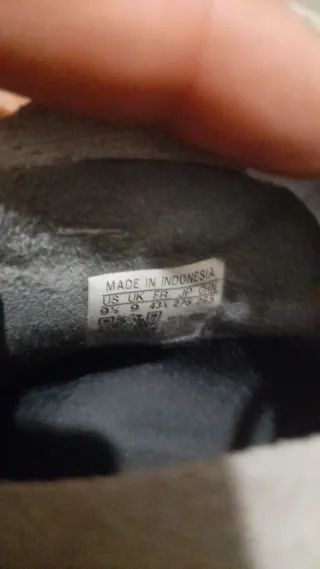 MADE IN INDONESIA
US UK FR JP CHN
9½ 9 43⅓ 275 265